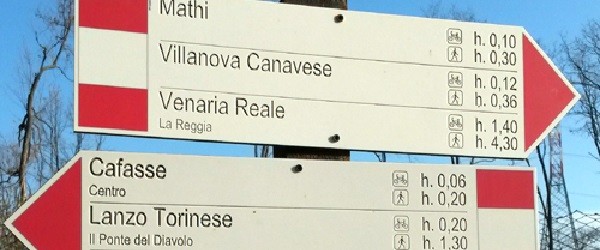 Mathi h. 0,10
h. 0,30
Villanova Canavese h. 0,12
h. 0,36
Venaria Reale h. 1,40
La Reggia h. 4,30
Cafasse h. 0,06
Centro h. 0,20
Lanzo Torinese h. 0,20
Il Ponte del Diavolo h. 1,30